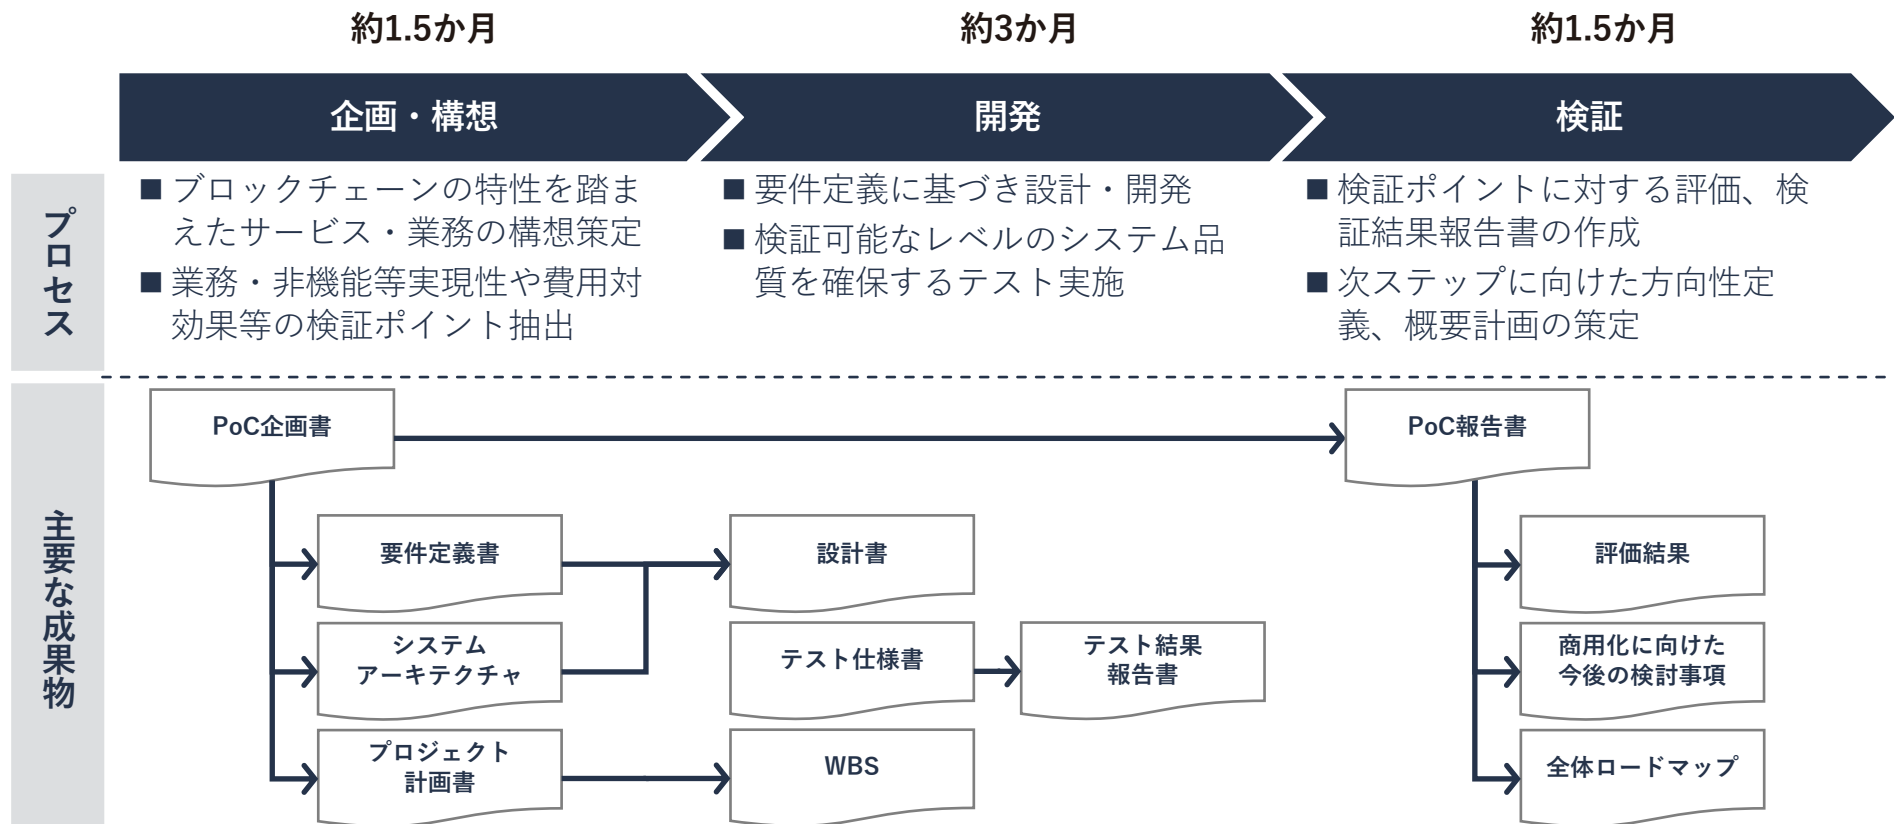 約1.5か月
約3か月
約1.5か月
企画・構想
開発
検証
プロセス
■ ブロックチェーンの特性を踏ま
えたサービス・業務の構想策定
■ 業務・非機能等実現性や費用対
効果等の検証ポイント抽出
■ 要件定義に基づき設計・開発
■ 検証可能なレベルのシステム品
質を確保するテスト実施
■ 検証ポイントに対する評価、検
証結果報告書の作成
■ 次ステップに向けた方向性定
義、概要計画の策定
主要な成果物
PoC企画書
PoC報告書
要件定義書
設計書
評価結果
システム
アーキテクチャ
テスト仕様書
テスト結果
報告書
商用化に向けた
今後の検討事項
プロジェクト
計画書
WBS
全体ロードマップ